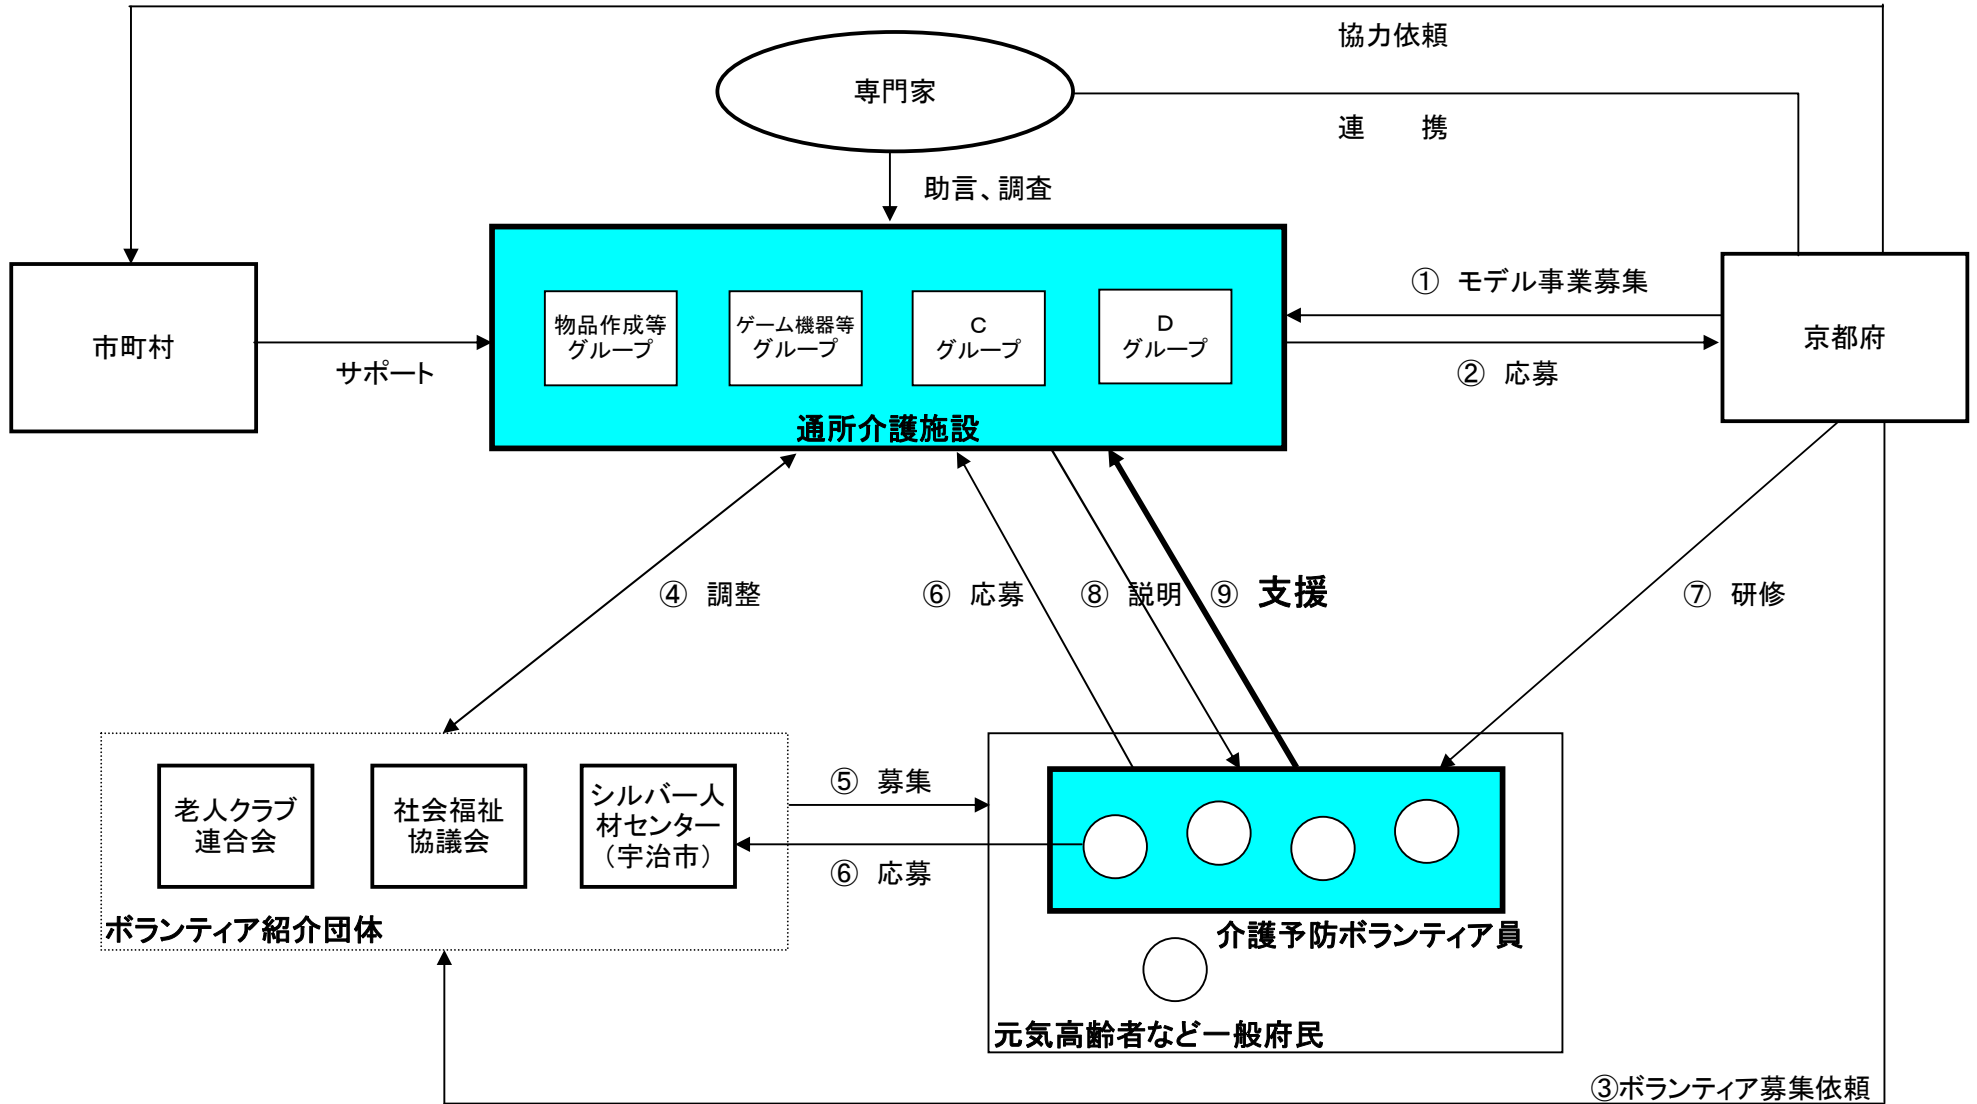 協力依頼
専門家
連　　携
助言、調査
市町村
サポート
物品作成等
グループ
ゲーム機器等
グループ
C
グループ
D
グループ
通所介護施設
① モデル事業募集
② 応募
京都府
④ 調整
⑥ 応募
⑧ 説明
⑨ 支援
⑦ 研修
老人クラブ
連合会
社会福祉
協議会
シルバー人
材センター
（宇治市）
ボランティア紹介団体
⑤ 募集
⑥ 応募
介護予防ボランティア員
元気高齢者など一般府民
③ボランティア募集依頼